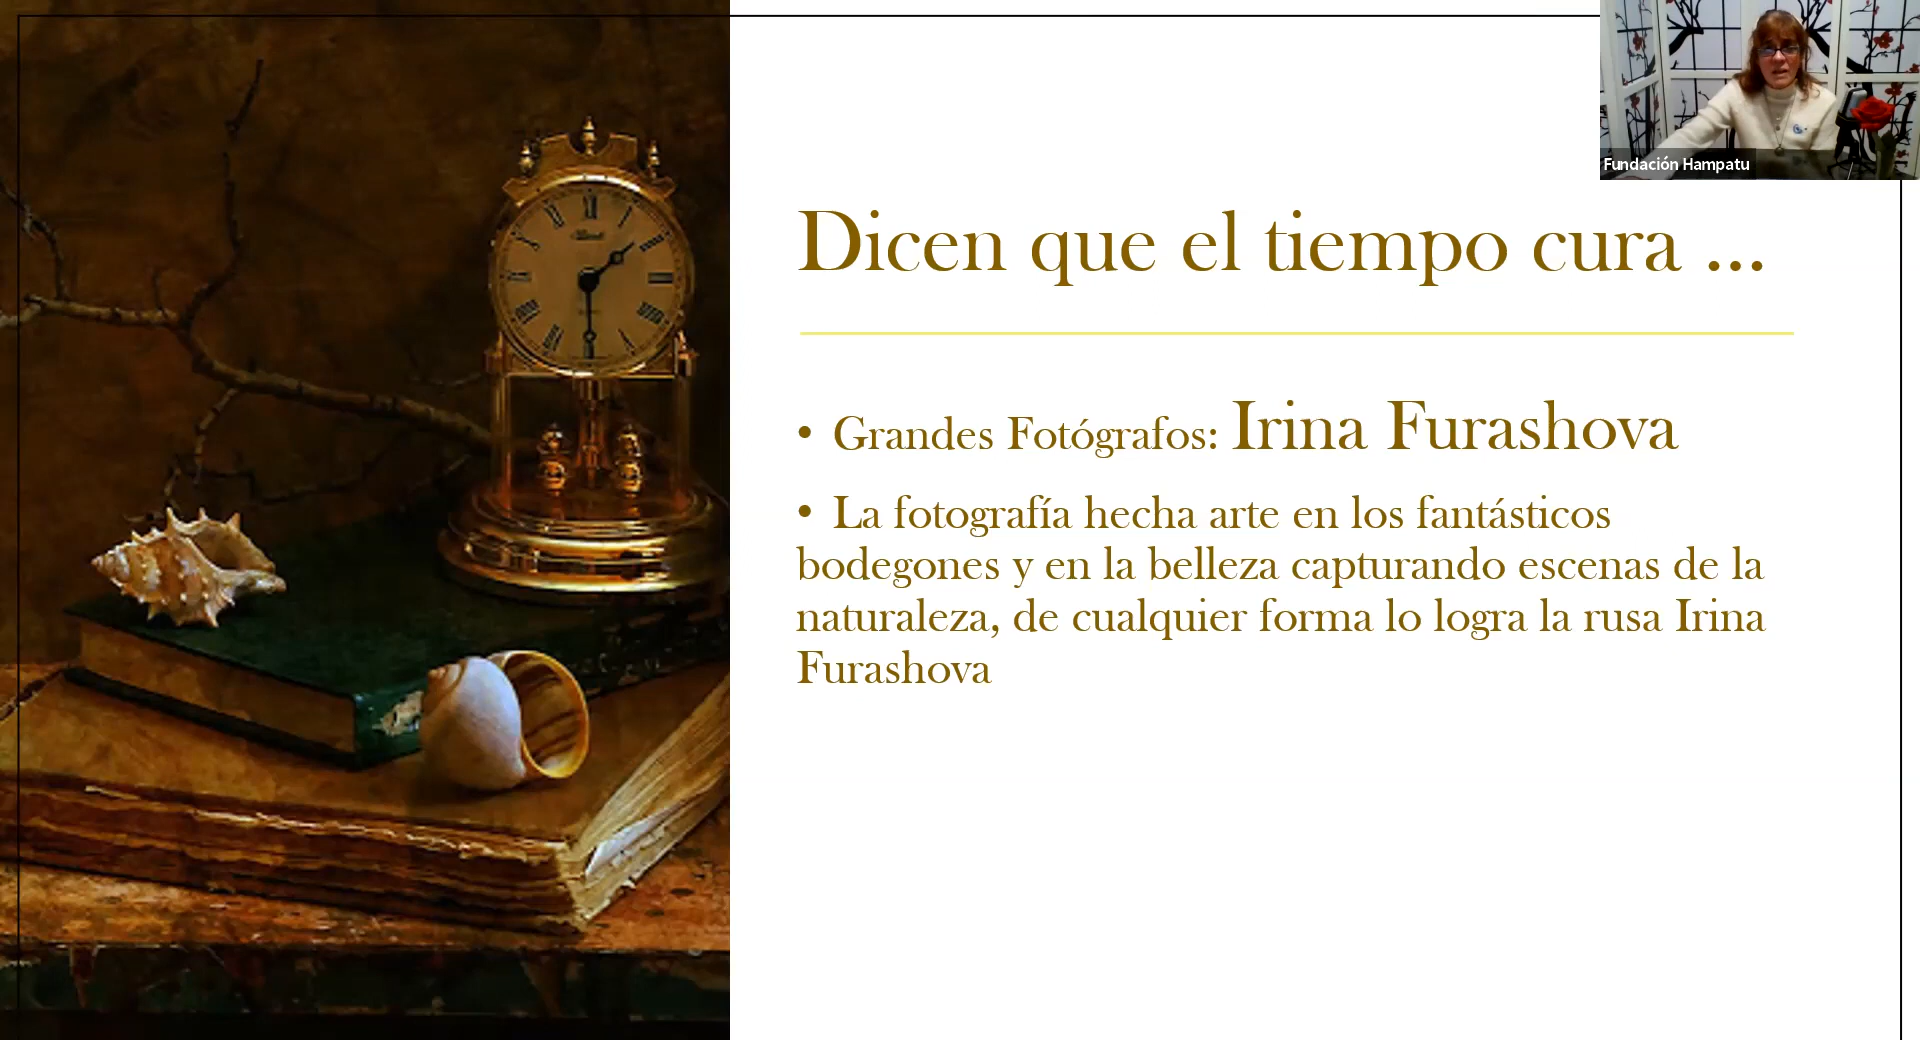 Fundación Hampatu
Dicen que el tiempo cura ...
• Grandes Fotógrafos: Irina Furashova
• La fotografía hecha arte en los fantásticos
bodegones y en la belleza capturando escenas de la
naturaleza, de cualquier forma lo logra la rusa Irina
Furashova